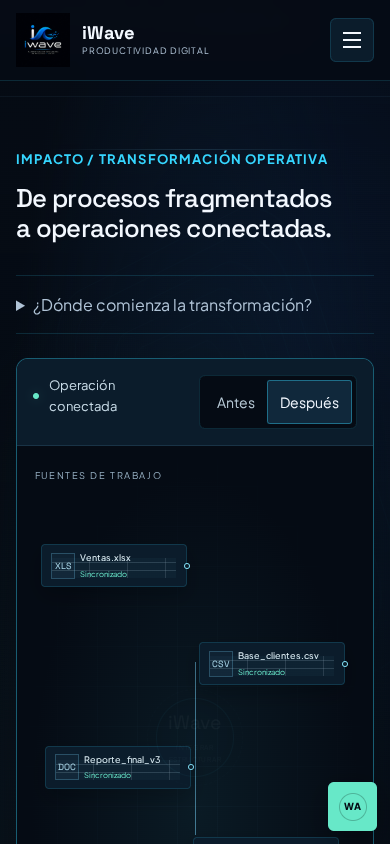 iWave
iWave
PRODUCTIVIDAD DIGITAL
IMPACTO / TRANSFORMACIÓN OPERATIVA
De procesos fragmentados
a operaciones conectadas.
¿Dónde comienza la transformación?
Operación
conectada
Antes
Después
FUENTES DE TRABAJO
XLS
Ventas.xlsx
Sincronizado
CSV
Base_clientes.csv
Sincronizado
iWave
DOC
Reporte_final_v3
Sincronizado
WA